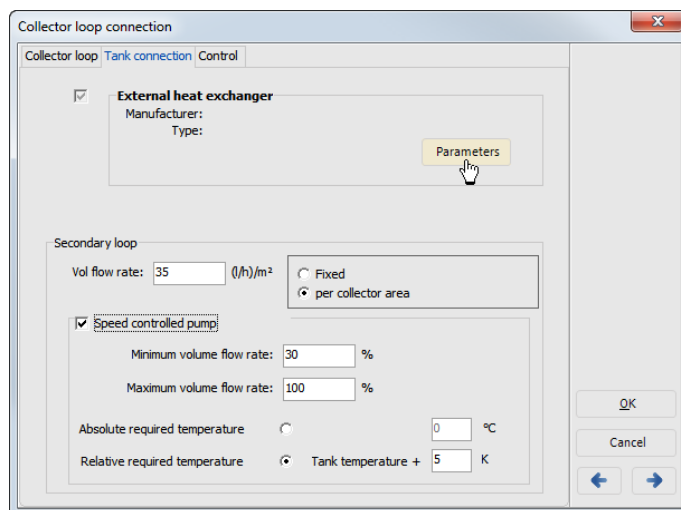 Collector loop connection
Collector loop Tank connection Control
External heat exchanger
Manufacturer:
Type:
Parameters
Secondary loop
Vol flow rate: 35 (l/h)/m²
Fixed
per collector area
Speed controlled pump
Minimum volume flow rate: 30 %
Maximum volume flow rate: 100 %
Absolute required temperature 0 °C
Relative required temperature Tank temperature + 5 K
OK
Cancel